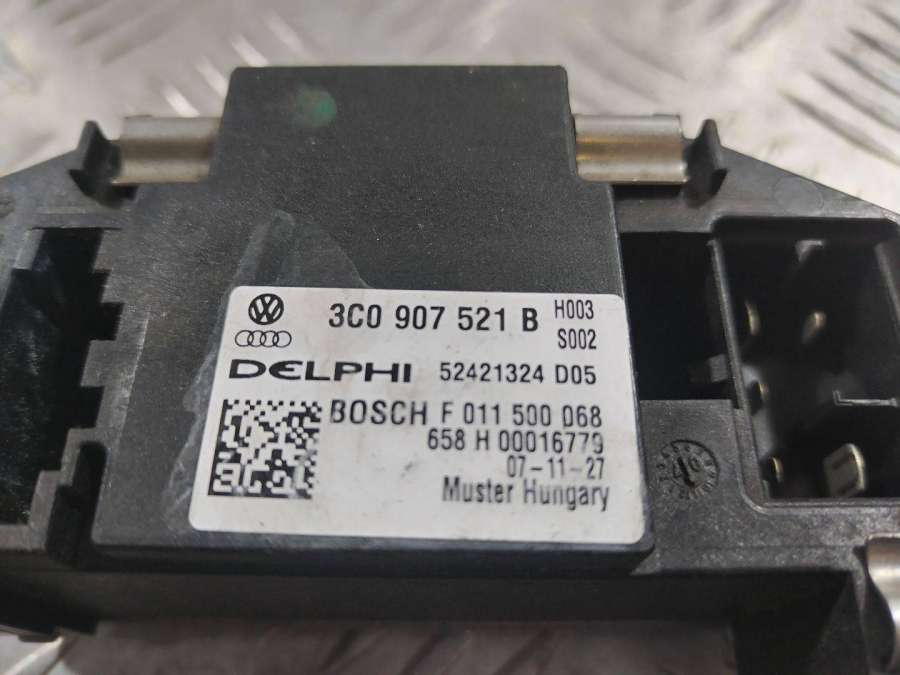 3C0 907 521 B H003
S002
DELPHI 52421324 D05
BOSCH F 011 500 068
658 H 00016779
07-11-27
Muster Hungary